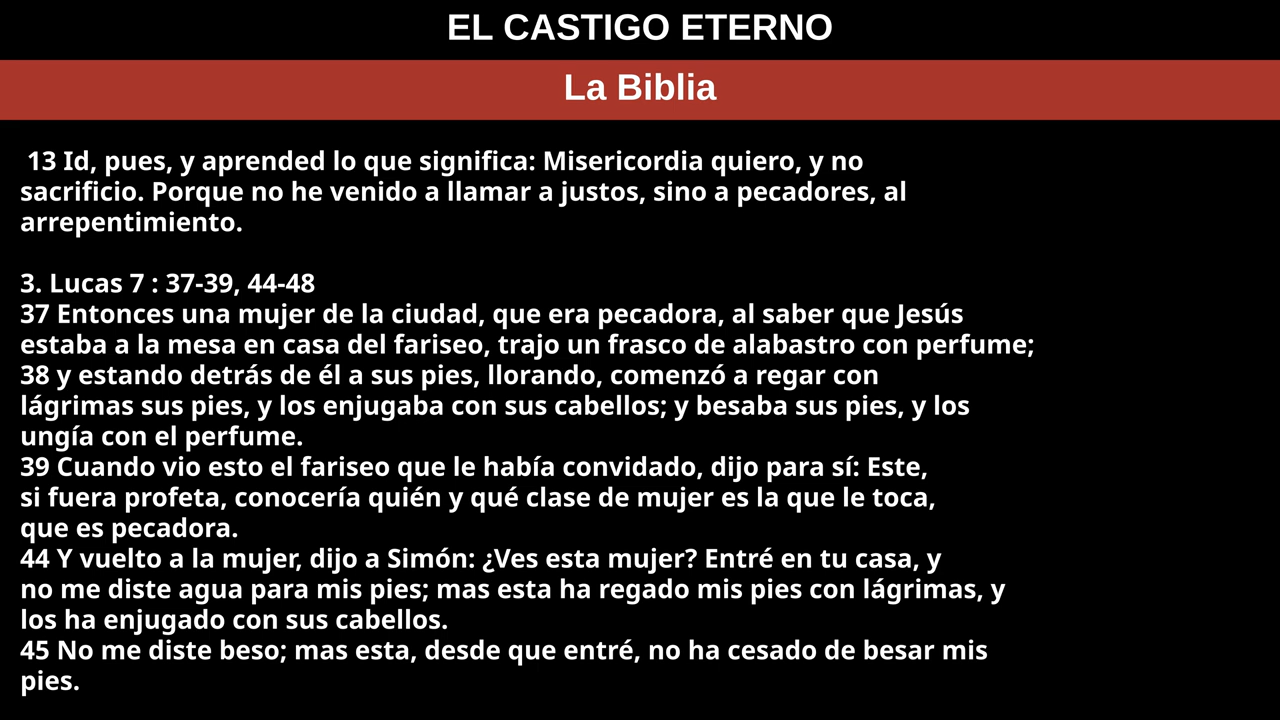 EL CASTIGO ETERNO
La Biblia
13 Id, pues, y aprended lo que significa: Misericordia quiero, y no
sacrificio. Porque no he venido a llamar a justos, sino a pecadores, al
arrepentimiento.
3. Lucas 7 : 37-39, 44-48
37 Entonces una mujer de la ciudad, que era pecadora, al saber que Jesús
estaba a la mesa en casa del fariseo, trajo un frasco de alabastro con perfume;
38 y estando detrás de él a sus pies, llorando, comenzó a regar con
lágrimas sus pies, y los enjugaba con sus cabellos; y besaba sus pies, y los
ungía con el perfume.
39 Cuando vio esto el fariseo que le había convidado, dijo para sí: Este,
si fuera profeta, conocería quién y qué clase de mujer es la que le toca,
que es pecadora.
44 Y vuelto a la mujer, dijo a Simón: ¿Ves esta mujer? Entré en tu casa, y
no me diste agua para mis pies; mas esta ha regado mis pies con lágrimas, y
los ha enjugado con sus cabellos.
45 No me diste beso; mas esta, desde que entré, no ha cesado de besar mis
pies.